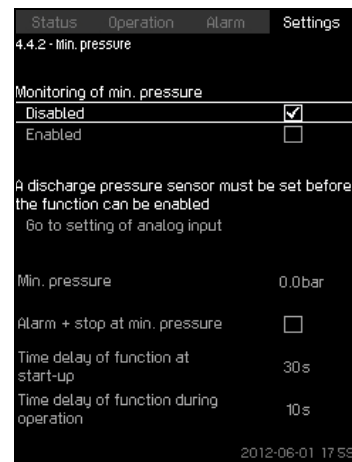 Status Operation Alarm Settings
4.4.2 - Min. pressure
Monitoring of min. pressure
Disabled
Enabled
A discharge pressure sensor must be set before
the function can be enabled
Go to setting of analog input
Min. pressure 0.0bar
Alarm + stop at min. pressure
Time delay of function at
start-up 30s
Time delay of function during
operation 10s
2012-06-01 17:59